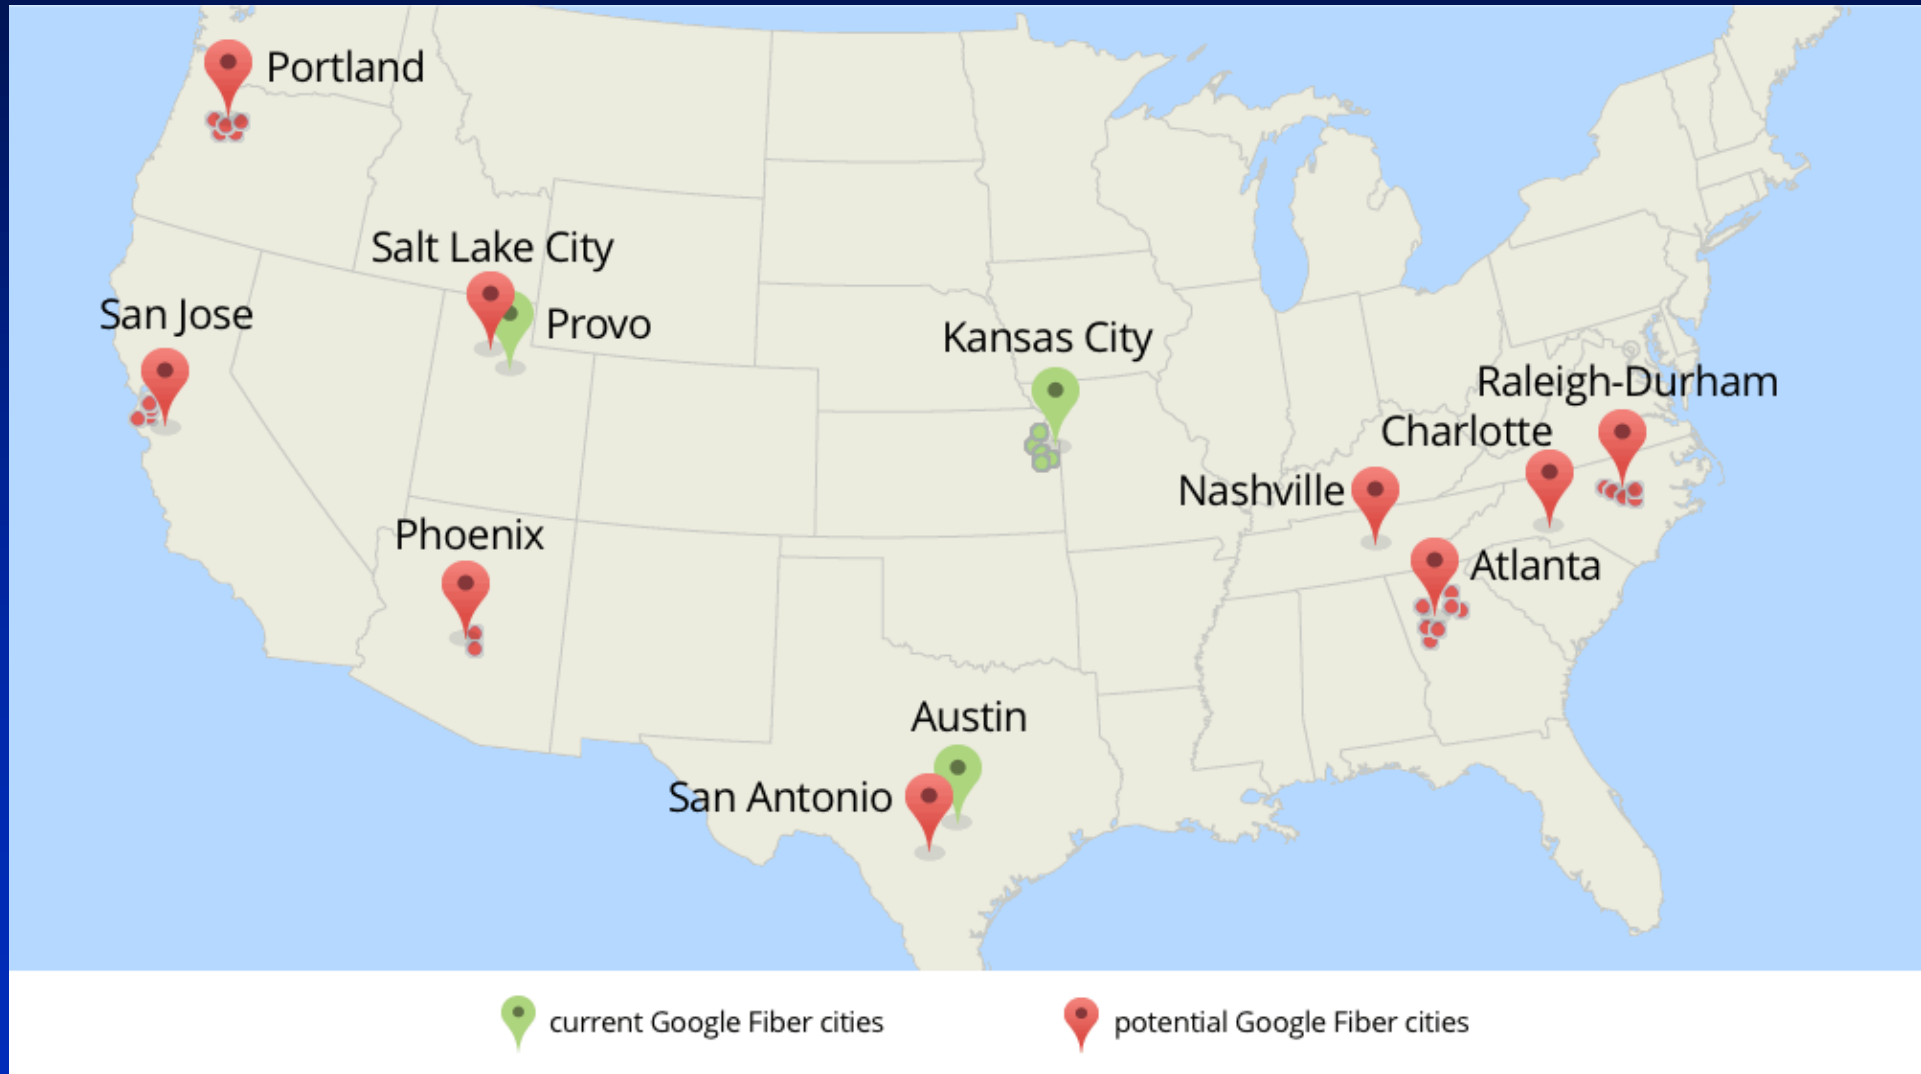 Portland
Salt Lake City
San Jose
Provo
Kansas City
Raleigh-Durham
Charlotte
Nashville
Phoenix
Atlanta
Austin
San Antonio
current Google Fiber cities
potential Google Fiber cities